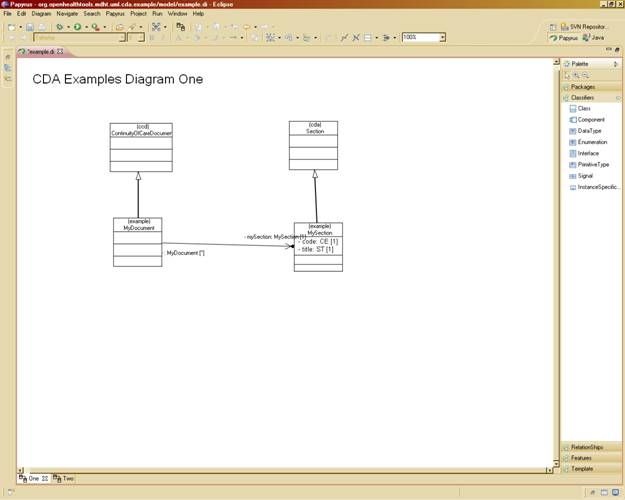 Papyrus - org.openhealthtools.mdht.uml.cda.example/model/example.di - Eclipse
File Edit Diagram Navigate Search Papyrus Project Run Window Help
SVN Repositor...
100%
Papyrus Java
*example.di
CDA Examples Diagram One
Palette
Packages
Classifiers
Class
Component
DataType
Enumeration
Interface
PrimitiveType
Signal
InstanceSpecific...
(ccd)
ContinuityOfCareDocumen
(cda)
Section
(example)
MyDocument
(example)
MySection
- mySection: MySection [1]
- code: CE [1]
- title: ST [1]
MyDocument [*]
RelationShips
Features
Template
One Two